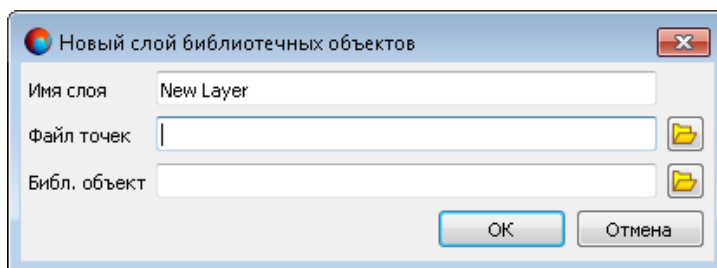 Новый слой библиотечных объектов
Имя слоя New Layer
Файл точек
Библ. объект
OK Отмена